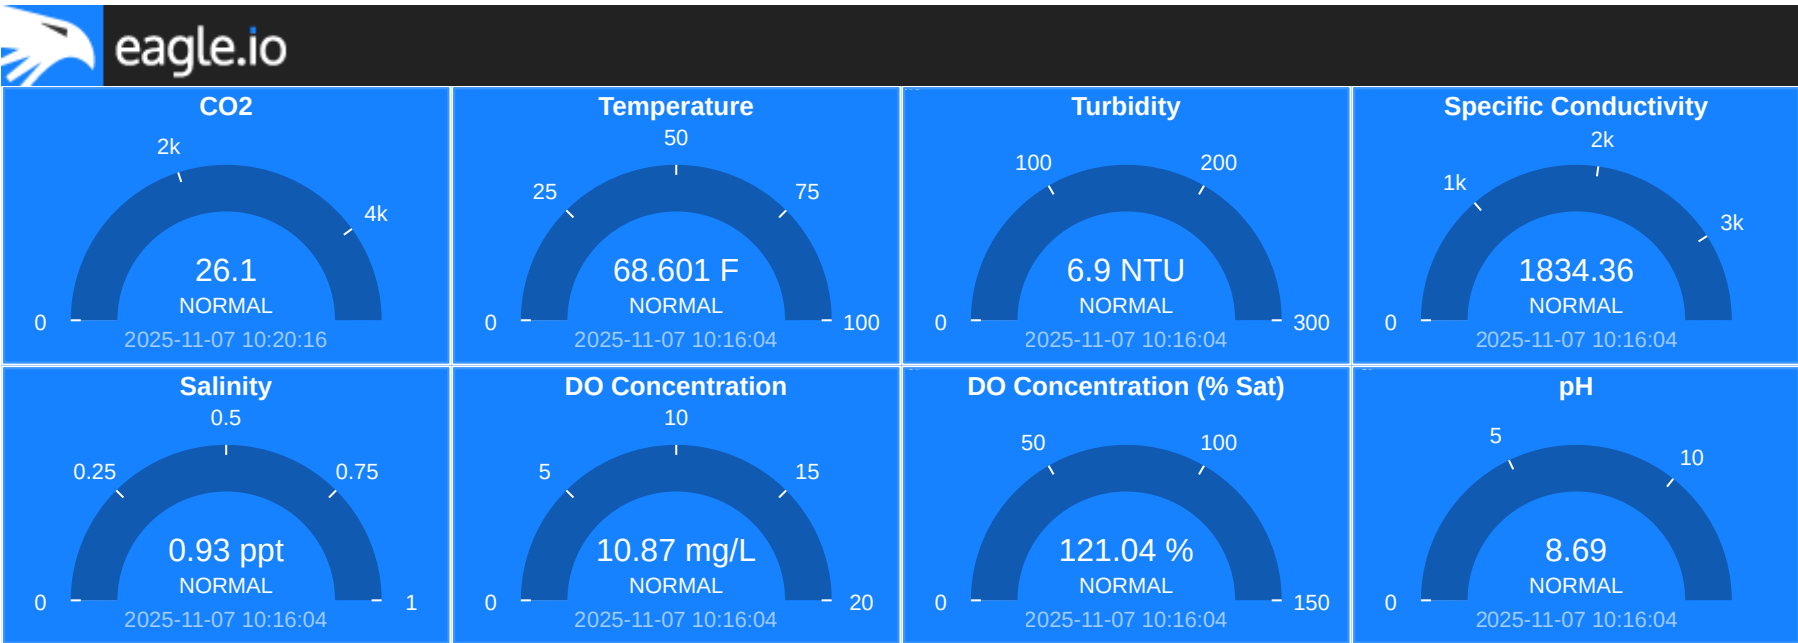 eagle.io
CO2
2k
4k
0
26.1
NORMAL
2025-11-07 10:20:16
Temperature
50
25
75
0
100
68.601 F
NORMAL
2025-11-07 10:16:04
Turbidity
100
200
0
300
6.9 NTU
NORMAL
2025-11-07 10:16:04
Specific Conductivity
2k
1k
3k
0
1834.36
NORMAL
2025-11-07 10:16:04
Salinity
0.5
0.25
0.75
0
1
0.93 ppt
NORMAL
2025-11-07 10:16:04
DO Concentration
10
5
15
0
20
10.87 mg/L
NORMAL
2025-11-07 10:16:04
DO Concentration (% Sat)
50
100
0
150
121.04 %
NORMAL
2025-11-07 10:16:04
pH
5
10
0
8.69
NORMAL
2025-11-07 10:16:04